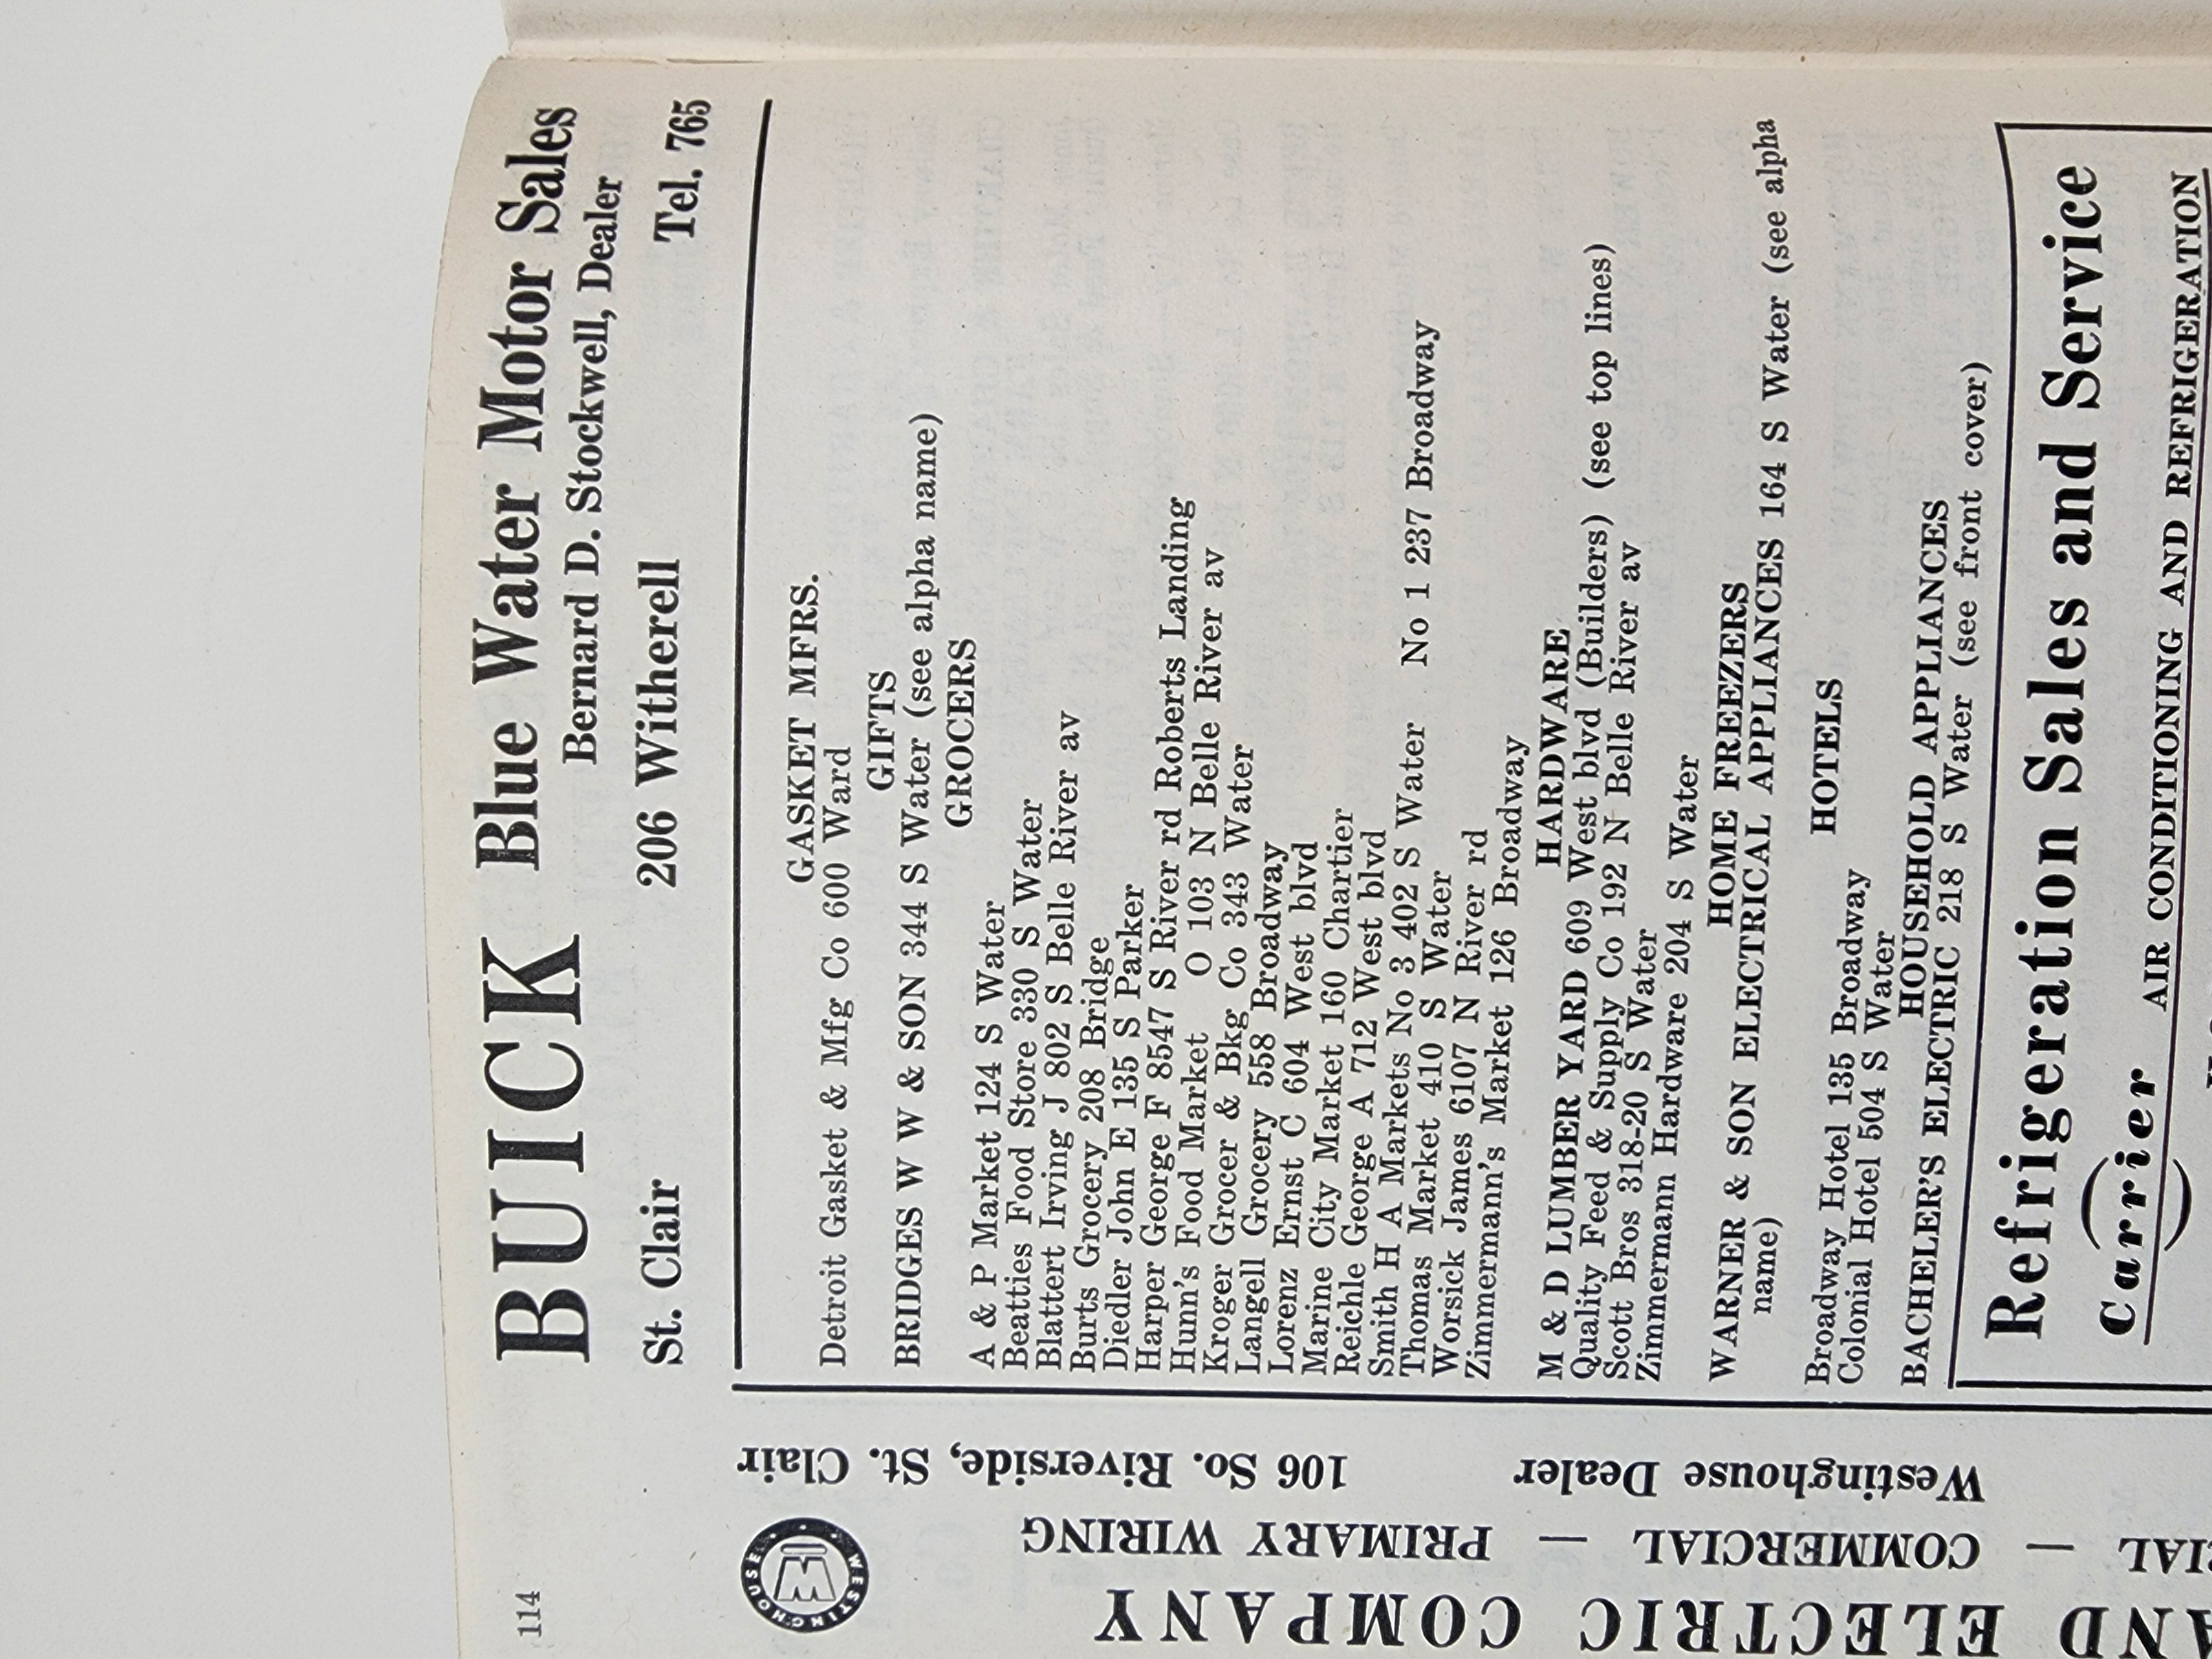 114
BUICK Blue Water Motor Sales
Bernard D. Stockwell, Dealer
St. Clair 206 Witherell Tel. 765
GASKET MFRS.
Detroit Gasket & Mfg Co 600 Ward
GIFTS
BRIDGES W W & SON 344 S Water (see alpha name)
GROCERS
A & P Market 124 S Water
Beatties Food Store 330 S Water
Blattert Irving J 802 S Belle River av
Burts Grocery 208 Bridge
Diedler John E 135 S Parker
Harper George F 8547 S River rd Roberts Landing
Hunn's Food Market O 103 N Belle River av
Kroger Grocer & Bkg Co 343 Water
Langell Grocery 558 Broadway
Lorenz Ernst C 604 West blvd
Marine City Market 160 Chartier
Reichle George A 712 West blvd
Smith H A Markets No 3 402 S Water No 1 237 Broadway
Thomas Market 410 S Water
Worsick James 6107 N River rd
Zimmermann's Market 126 Broadway
HARDWARE
M & D LUMBER YARD 609 West blvd (Builders) (see top lines)
Quality Feed & Supply Co 192 N Belle River av
Scott Bros 318-20 S Water
Zimmermann Hardware 204 S Water
HOME FREEZERS
WARNER & SON ELECTRICAL APPLIANCES 164 S Water (see alpha
name)
HOTELS
Broadway Hotel 135 Broadway
Colonial Hotel 504 S Water
HOUSEHOLD APPLIANCES
BACHELER'S ELECTRIC 218 S Water (see front cover)
Refrigeration Sales and Service
Carrier AIR CONDITIONING AND REFRIGERATION
ELECTRIC COMPANY
COMMERCIAL — PRIMARY WIRING
Westinghouse Dealer 106 So. Riverside, St. Clair
WESTINGHOUSE
W